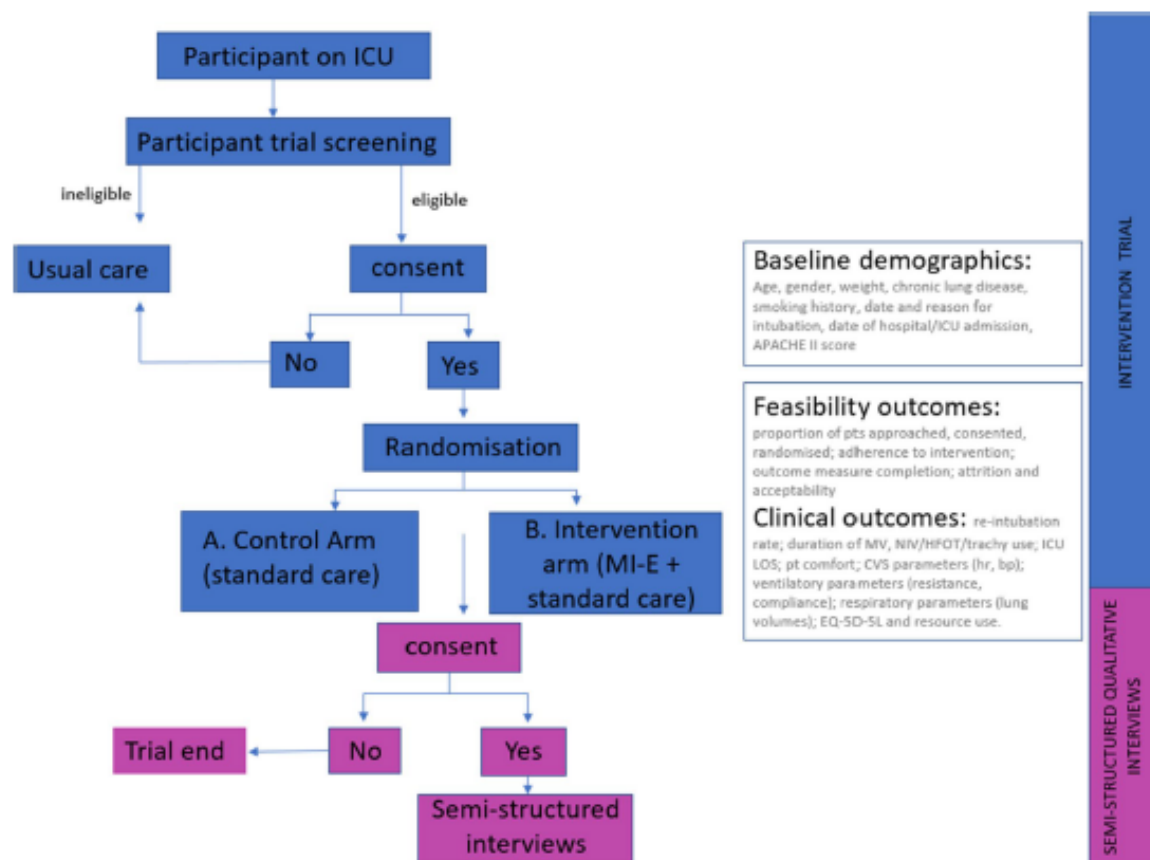 Participant on ICU
Participant trial screening
ineligible
eligible
Usual care
consent
No
Yes
Randomisation
A. Control Arm
(standard care)
B. Intervention
arm (MI-E +
standard care)
consent
Trial end
No
Yes
Semi-structured
interviews
Baseline demographics:
Age, gender, weight, chronic lung disease,
smoking history, date and reason for
intubation, date of hospital/ICU admission,
APACHE II score
Feasibility outcomes:
proportion of pts approached, consented,
randomised; adherence to intervention;
outcome measure completion; attrition and
acceptability
Clinical outcomes: re-intubation
rate; duration of MV, NIV/HFOT/trachy use; ICU
LOS; pt comfort; CVS parameters (hr, bp);
ventilatory parameters (resistance,
compliance); respiratory parameters (lung
volumes); EQ-5D-5L and resource use.
INTERVENTION TRIAL
SEMI-STRUCTURED QUALITATIVE
INTERVIEWS